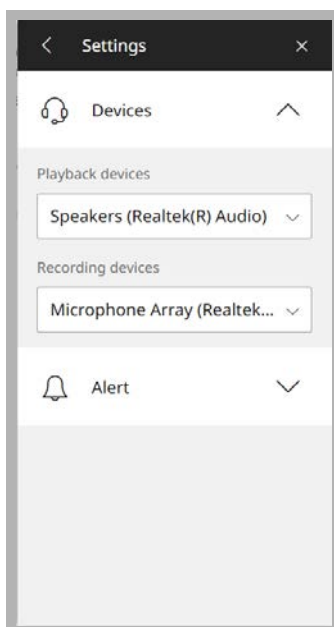 Settings
Devices
Playback devices
Speakers (Realtek(R) Audio)
Recording devices
Microphone Array (Realtek...
Alert